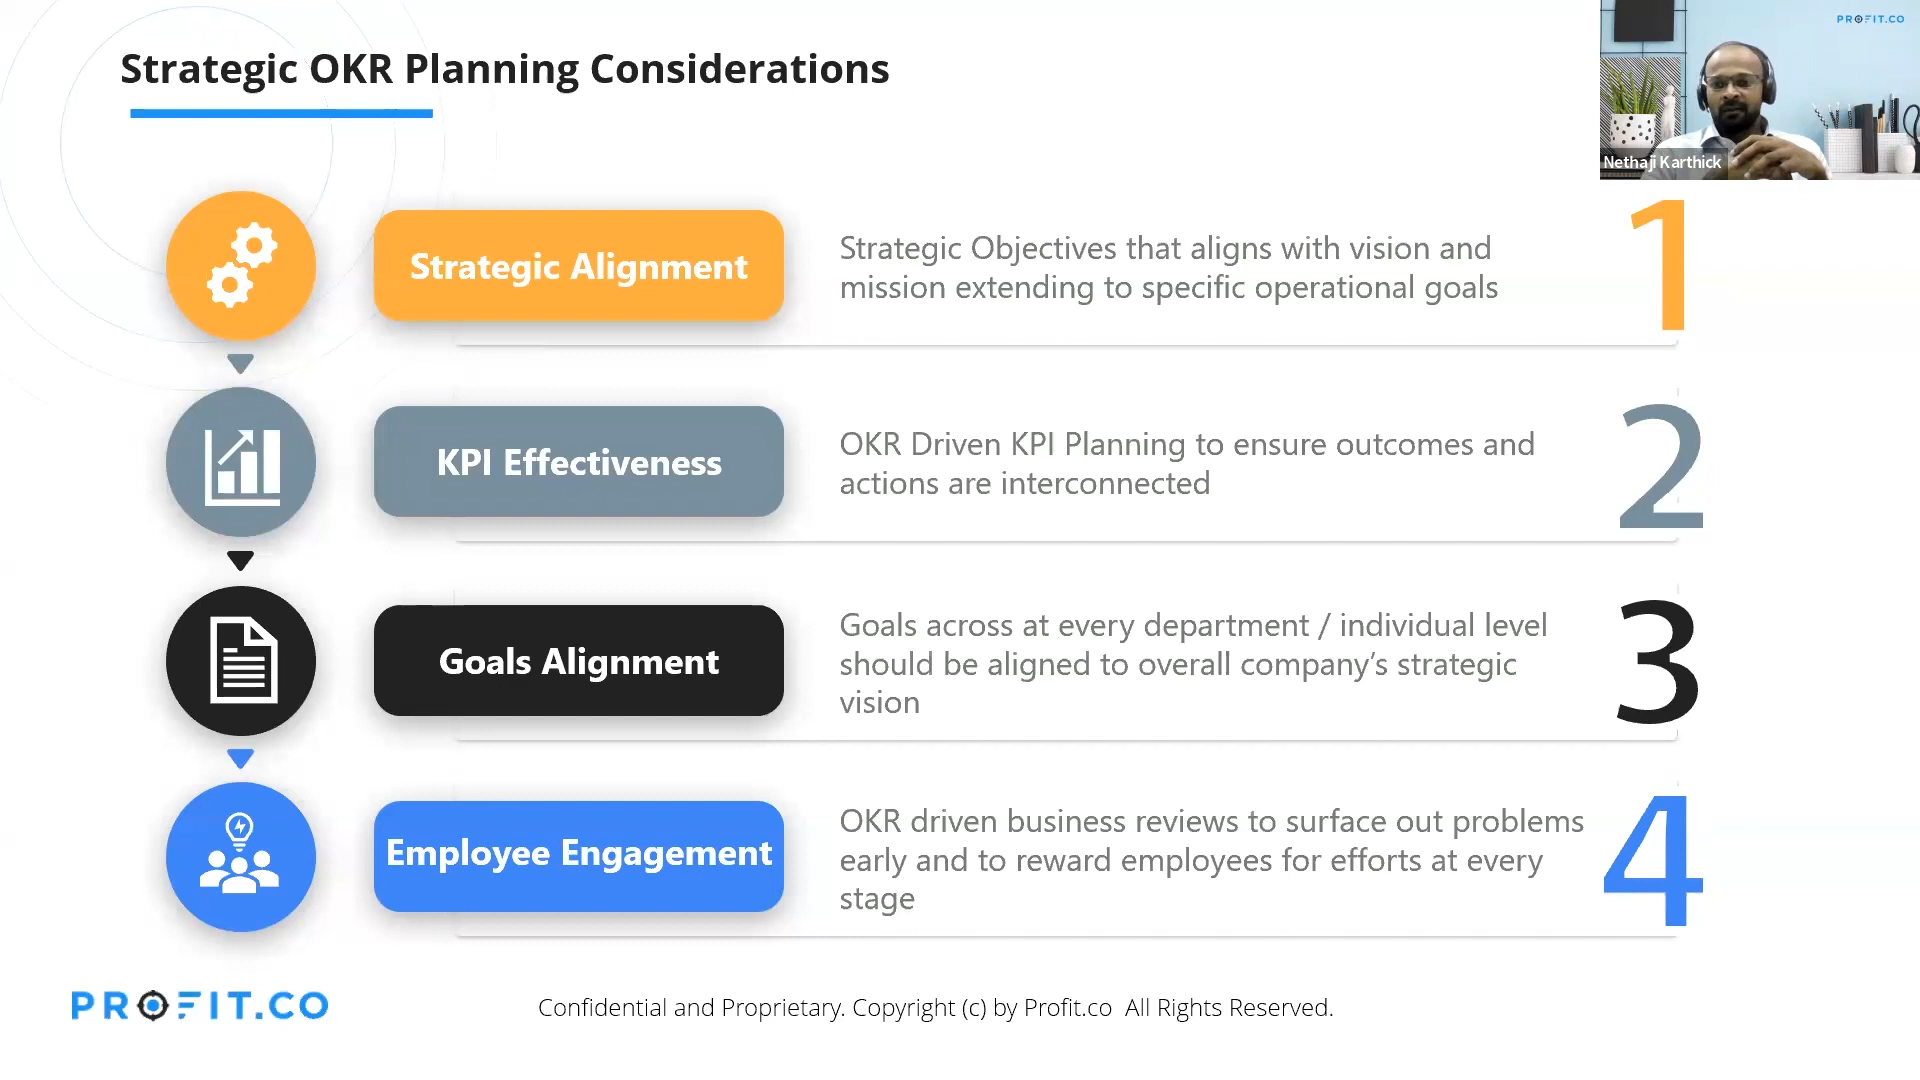 Strategic OKR Planning Considerations
PROFIT.CO
Nethaji Karthick
Strategic Alignment
Strategic Objectives that aligns with vision and
mission extending to specific operational goals
1
KPI Effectiveness
OKR Driven KPI Planning to ensure outcomes and
actions are interconnected
2
Goals Alignment
Goals across at every department / individual level
should be aligned to overall company’s strategic
vision
3
Employee Engagement
OKR driven business reviews to surface out problems
early and to reward employees for efforts at every
stage
4
PROFIT.CO
Confidential and Proprietary. Copyright (c) by Profit.co  All Rights Reserved.